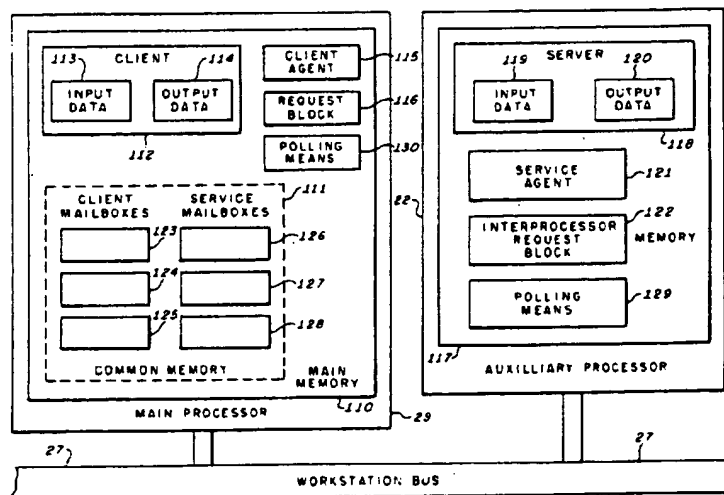 113
CLIENT
114
INPUT
DATA
OUTPUT
DATA
112
CLIENT
AGENT
115
REQUEST
BLOCK
116
POLLING
MEANS
130
111
CLIENT
MAILBOXES
SERVICE
MAILBOXES
123
126
124
127
125
128
COMMON MEMORY
MAIN
MEMORY
110
MAIN PROCESSOR
29
SERVER
119
120
INPUT
DATA
OUTPUT
DATA
118
SERVICE
AGENT
121
22
INTERPROCESSOR
REQUEST
BLOCK
122
MEMORY
POLLING
MEANS
129
117
AUXILLIARY PROCESSOR
27
27
WORKSTATION BUS